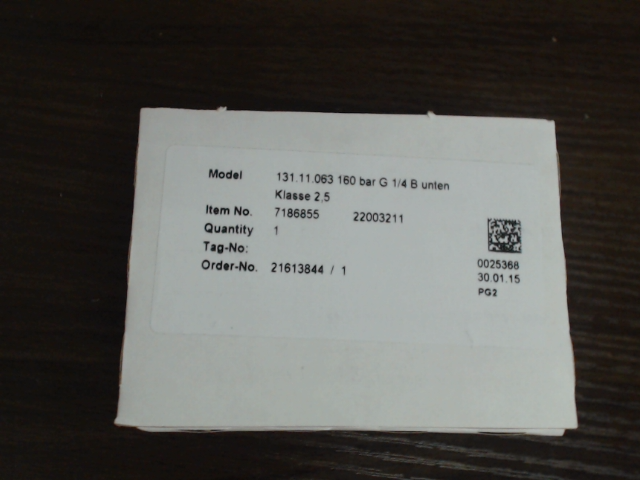 Model 131.11.063 160 bar G 1/4 B unten
Klasse 2,5
Item No. 7186855 22003211
Quantity 1
Tag-No:
Order-No. 21613844 / 1
0025368
30.01.15
PG2